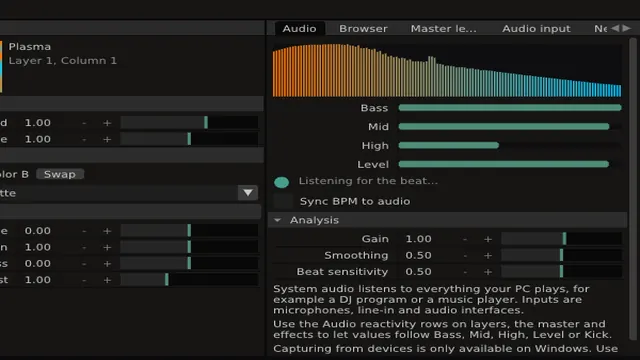 Audio Browser Master le... Audio input
Plasma
Layer 1, Column 1
Bass
Mid
High
Level
Listening for the beat...
Sync BPM to audio
1.00 - +
1.00 - +
olor B Swap
0.00 - +
1.00 - +
0.00 - +
1.00 - +
Analysis
Gain 1.00 - +
Smoothing 0.50 - +
Beat sensitivity 0.50 - +
System audio listens to everything your PC plays, for
example a DJ program or a music player. Inputs are
microphones, line-in and audio interfaces.
Use the Audio reactivity rows on layers, the master and
effects to let values follow Bass, Mid, High, Level or Kick.
Capturing from devices is only available on Windows. Use